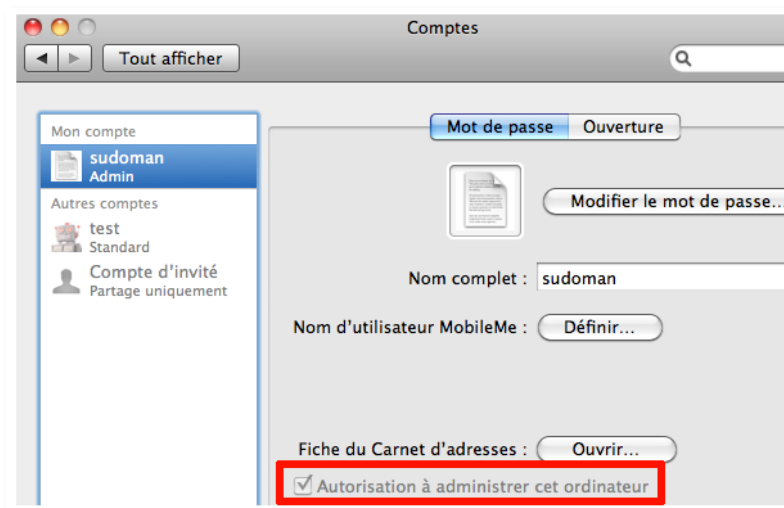 Comptes
Tout afficher
Mon compte
sudoman
Admin
Autres comptes
test
Standard
Compte d'invité
Partage uniquement
Mot de passe Ouverture
Modifier le mot de passe...
Nom complet : sudoman
Nom d'utilisateur MobileMe : Définir...
Fiche du Carnet d'adresses : Ouvrir...
Autorisation à administrer cet ordinateur